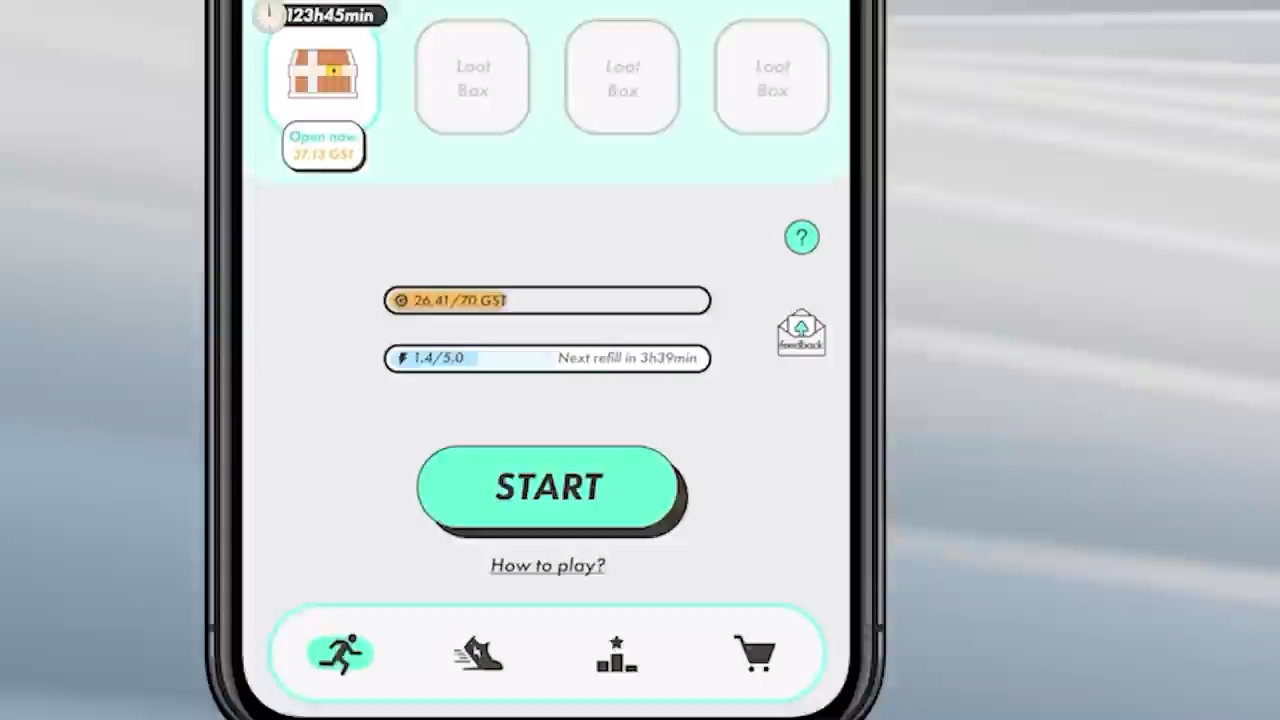 123h45min
Loot
Box
Loot
Box
Loot
Box
Open now
37.13 GST
?
26.41/70 GST
feedback
1.4/5.0 Next refill in 3h39min
START
How to play?